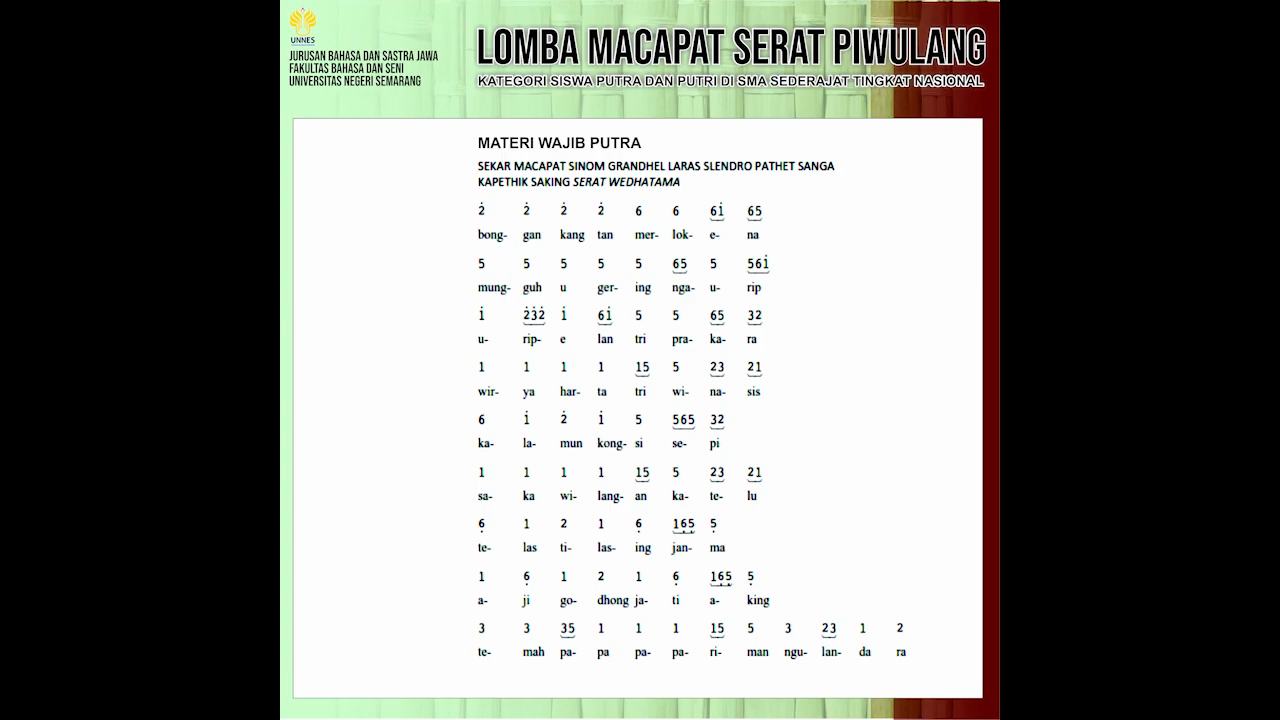 UNNES
JURUSAN BAHASA DAN SASTRA JAWA
FAKULTAS BAHASA DAN SENI
UNIVERSITAS NEGERI SEMARANG
LOMBA MACAPAT SERAT PIWULANG
KATEGORI SISWA PUTRA DAN PUTRI DI SMA SEDERAJAT TINGKAT NASIONAL
MATERI WAJIB PUTRA
SEKAR MACAPAT SINOM GRANDHEL LARAS SLENDRO PATHET SANGA
KAPETHIK SAKING SERAT WEDHATAMA
2̇ 2̇ 2̇ 2̇ 6 6 61̇ 65
bong- gan kang tan mer- lok- e- na
5 5 5 5 5 65 5 561̇
mung- guh u ger- ing nga- u- rip
1̇ 2̇3̇2̇ 1̇ 61̇ 5 5 65 32
u- rip- e lan tri pra- ka- ra
1 1 1 1 15 5 23 21
wir- ya har- ta tri wi- na- sis
6 1̇ 2̇ 1̇ 5 565 32
ka- la- mun kong- si se- pi
1 1 1 1 15 5 23 21
sa- ka wi- lang- an ka- te- lu
6̣ 1 2 1 6̣ 16̣5̣ 5̣
te- las ti- las- ing jan- ma
1 6̣ 1 2 1 6̣ 16̣5̣ 5̣
a- ji go- dhong ja- ti a- king
3 3 35 1 1 1 15 5 3 23 1 2
te- mah pa- pa pa- pa- ri- man ngu- lan- da ra